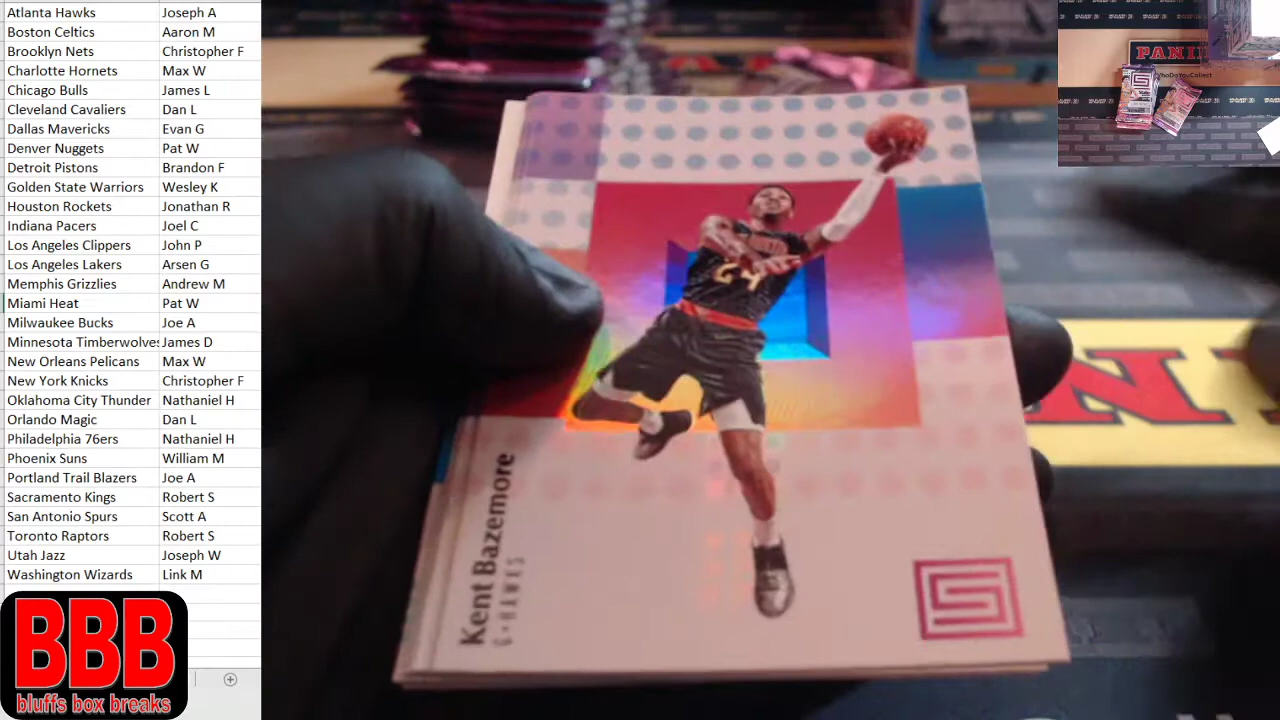 Atlanta Hawks Joseph A
Boston Celtics Aaron M
Brooklyn Nets Christopher F
Charlotte Hornets Max W
Chicago Bulls James L
Cleveland Cavaliers Dan L
Dallas Mavericks Evan G
Denver Nuggets Pat W
Detroit Pistons Brandon F
Golden State Warriors Wesley K
Houston Rockets Jonathan R
Indiana Pacers Joel C
Los Angeles Clippers John P
Los Angeles Lakers Arsen G
Memphis Grizzlies Andrew M
Miami Heat Pat W
Milwaukee Bucks Joe A
Minnesota Timberwolves James D
New Orleans Pelicans Max W
New York Knicks Christopher F
Oklahoma City Thunder Nathaniel H
Orlando Magic Dan L
Philadelphia 76ers Nathaniel H
Phoenix Suns William M
Portland Trail Blazers Joe A
Sacramento Kings Robert S
San Antonio Spurs Scott A
Toronto Raptors Robert S
Utah Jazz Joseph W
Washington Wizards Link M
BBB
bluffs box breaks
24
Kent Bazemore
G•HAWKS
PANINI
WhoDoYouCollect